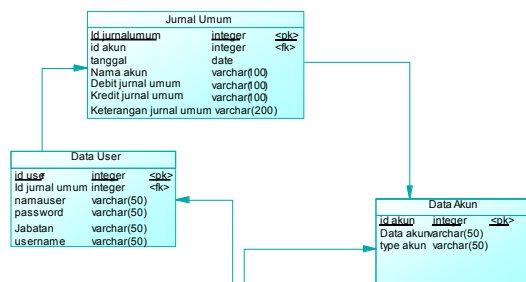 Jurnal Umum
Id jurnalumum integer <pk>
id akun integer <fk>
tanggal date
Nama akun varchar(100)
Debit jurnal umum varchar(100)
Kredit jurnal umum varchar(100)
Keterangan jurnal umum varchar(200)
Data User
id user integer <pk>
Id jurnal umum integer <fk>
namauser varchar(50)
password varchar(50)
Jabatan varchar(50)
username varchar(50)
Data Akun
id akun integer <pk>
Data akun varchar(50)
type akun varchar(50)